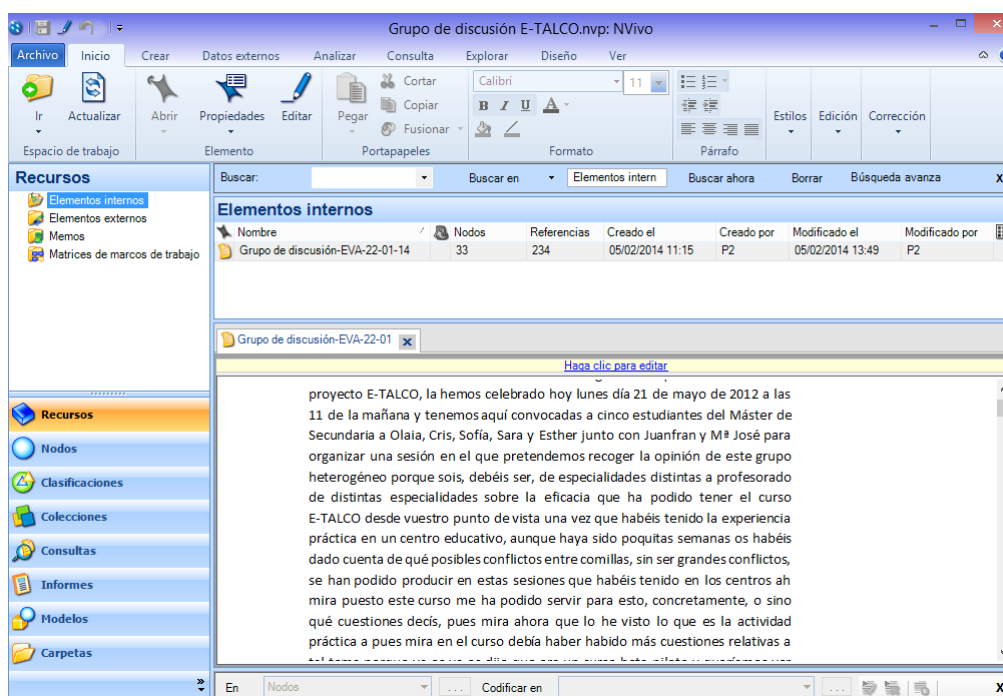 Grupo de discusión E-TALCO.nvp: NVivo
Archivo Inicio Crear Datos externos Analizar Consulta Explorar Diseño Ver
Ir Actualizar Abrir Propiedades Editar Pegar
Cortar
Copiar
Fusionar
Calibri 11
B I U A
Estilos Edición Corrección
Espacio de trabajo Elemento Portapapeles Formato Párrafo
Recursos
Elementos internos
Elementos externos
Memos
Matrices de marcos de trabajo
Buscar: Buscar en Elementos intern Buscar ahora Borrar Búsqueda avanza X
Elementos internos
Nombre Nodos Referencias Creado el Creado por Modificado el Modificado por
Grupo de discusión-EVA-22-01-14 33 234 05/02/2014 11:15 P2 05/02/2014 13:49 P2
Grupo de discusión-EVA-22-01 x
Haga clic para editar
proyecto E-TALCO, la hemos celebrado hoy lunes día 21 de mayo de 2012 a las
11 de la mañana y tenemos aquí convocadas a cinco estudiantes del Máster de
Secundaria a Olaia, Cris, Sofía, Sara y Esther junto con Juanfran y Mª José para
organizar una sesión en el que pretendemos recoger la opinión de este grupo
heterogéneo porque sois, debéis ser, de especialidades distintas a profesorado
de distintas especialidades sobre la eficacia que ha podido tener el curso
E-TALCO desde vuestro punto de vista una vez que habéis tenido la experiencia
práctica en un centro educativo, aunque haya sido poquitas semanas os habéis
dado cuenta de qué posibles conflictos entre comillas, sin ser grandes conflictos,
se han podido producir en estas sesiones que habéis tenido en los centros ah
mira puesto este curso me ha podido servir para esto, concretamente, o sino
qué cuestiones decís, pues mira ahora que lo he visto lo que es la actividad
práctica a pues mira en el curso debía haber habido más cuestiones relativas a
Recursos
Nodos
Clasificaciones
Colecciones
Consultas
Informes
Modelos
Carpetas
En Nodos ... Codificar en ... X